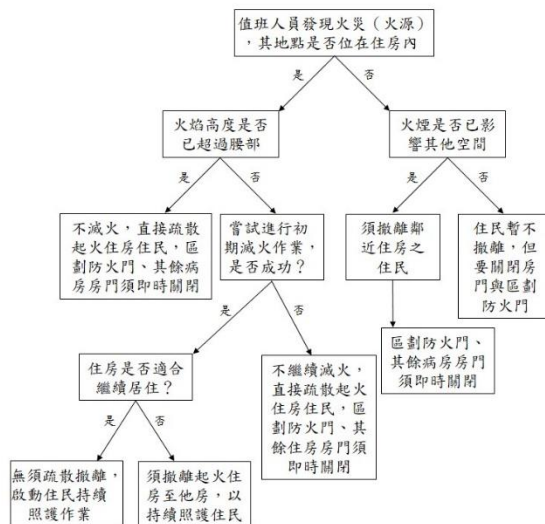 值班人員發現火災（火源）
，其地點是否位在住房內
是
否
火焰高度是否
已超過腰部
火煙是否已影
響其他空間
是
否
是
否
不滅火，直接疏散
起火住房住民，區
劃防火門、其餘病
房房門須即時關閉
嘗試進行初
期滅火作業，
是否成功？
須撤離鄰
近住房之
住民
住民暫不
撤離，但
要關閉房
門與區劃
防火門
是
否
區劃防火門、
其餘病房房門
須即時關閉
住房是否適合
繼續居住？
不繼續滅火，
直接疏散起火
住房住民，區
劃防火門、其
餘住房房門須
即時關閉
是
否
無須疏散撤離，
啟動住民持續
照護作業
須撤離起火住
房至他房，以
持續照護住民